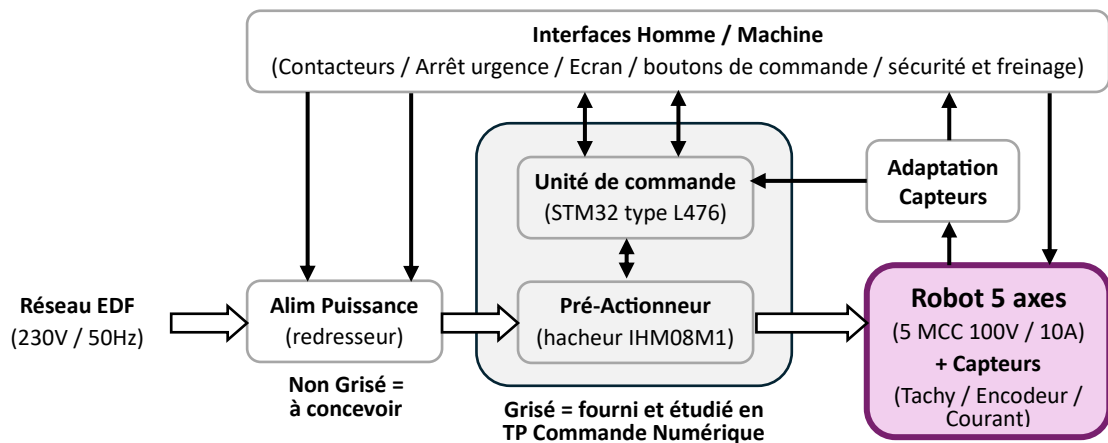 Interfaces Homme / Machine
(Contacteurs / Arrêt urgence / Ecran / boutons de commande / sécurité et freinage)
Unité de commande
(STM32 type L476)
Adaptation
Capteurs
Réseau EDF
(230V / 50Hz)
Alim Puissance
(redresseur)
Pré-Actionneur
(hacheur IHM08M1)
Robot 5 axes
(5 MCC 100V / 10A)
+ Capteurs
(Tachy / Encodeur /
Courant)
Non Grisé =
à concevoir
Grisé = fourni et étudié en
TP Commande Numérique